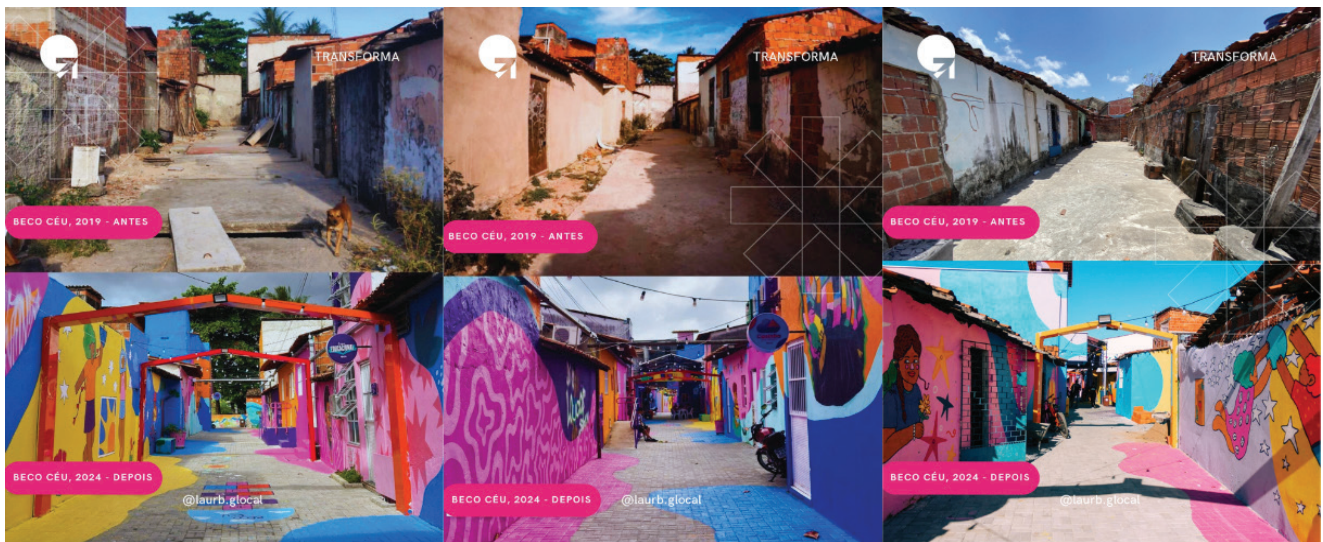 TRANSFORMA
TRANSFORMA
TRANSFORMA
BECO CÉU, 2019 - ANTES
BECO CÉU, 2019 - ANTES
BECO CÉU, 2019 - ANTES
BECO CÉU, 2024 - DEPOIS
BECO CÉU, 2024 - DEPOIS
BECO CÉU, 2024 - DEPOIS
@laurb.glocal
@laurb.glocal
@laurb.glocal